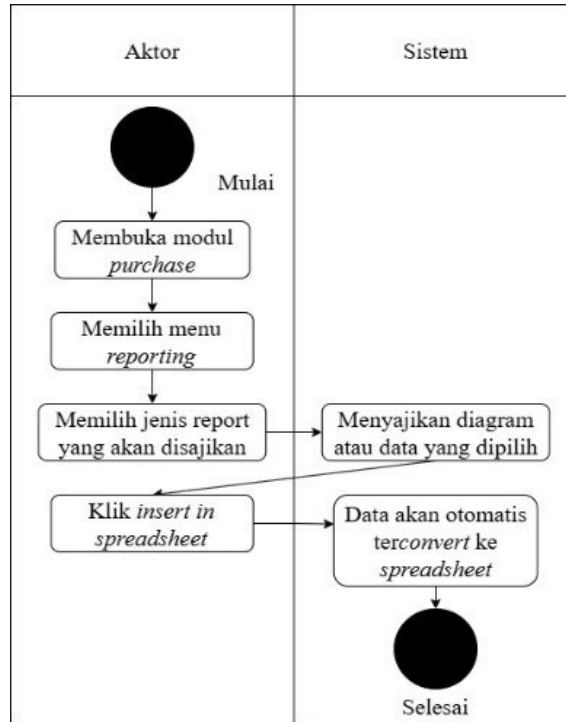 Aktor
Sistem
Mulai
Membuka modul
purchase
Memilih menu
reporting
Memilih jenis report
yang akan disajikan
Menyajikan diagram
atau data yang dipilih
Klik insert in
spreadsheet
Data akan otomatis
terconvert ke
spreadsheet
Selesai